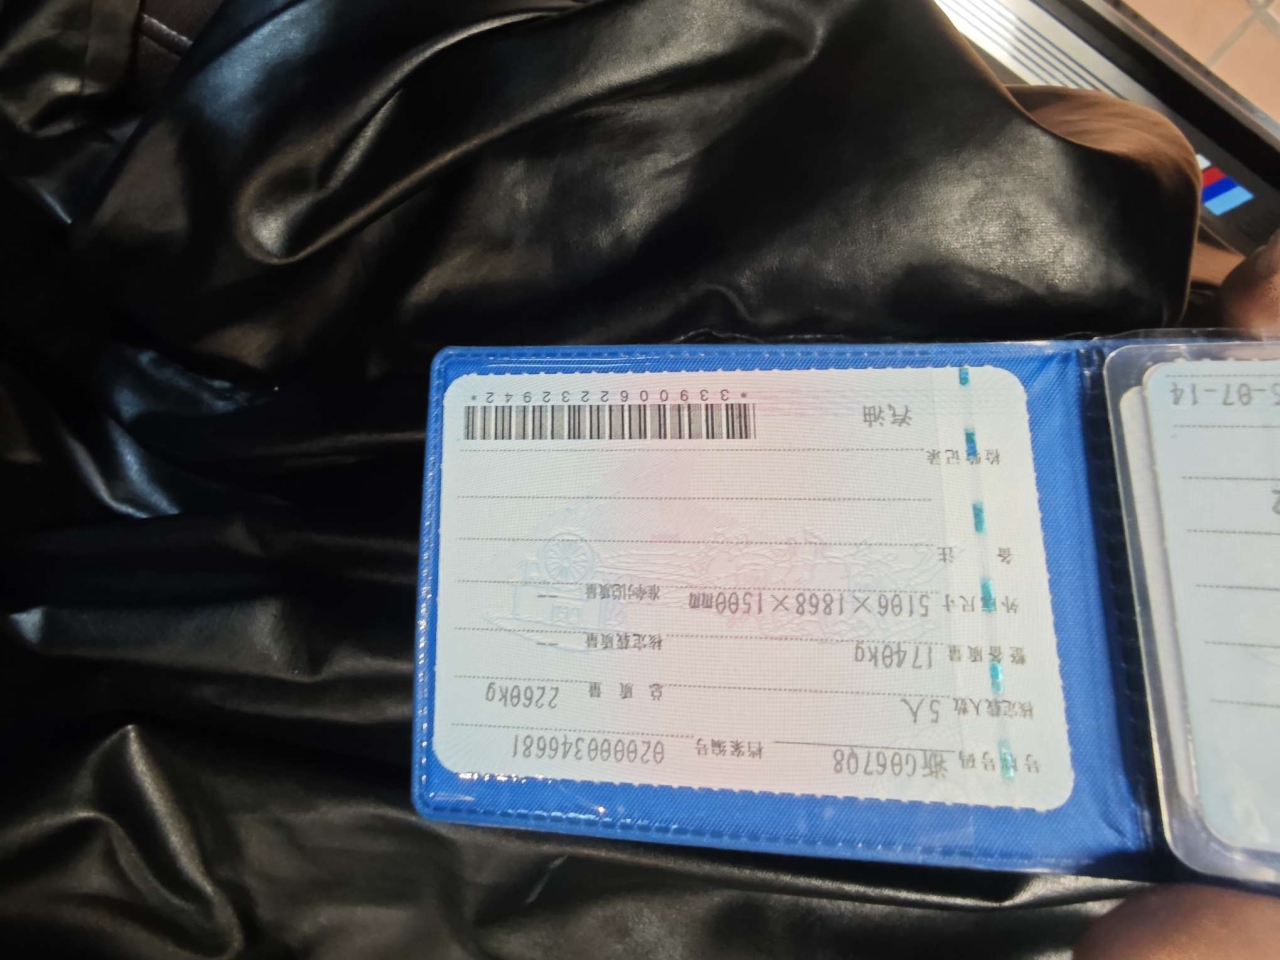 号牌号码 浙G067Q8 档案编号 020000346681
核定载人数 5人 总质量 2260kg
整备质量 1740kg 核定载质量 --
外廓尺寸 5106×1868×1500mm 准牵引总质量 --
备注
检验记录
汽油
*3390062232942*
-07-14